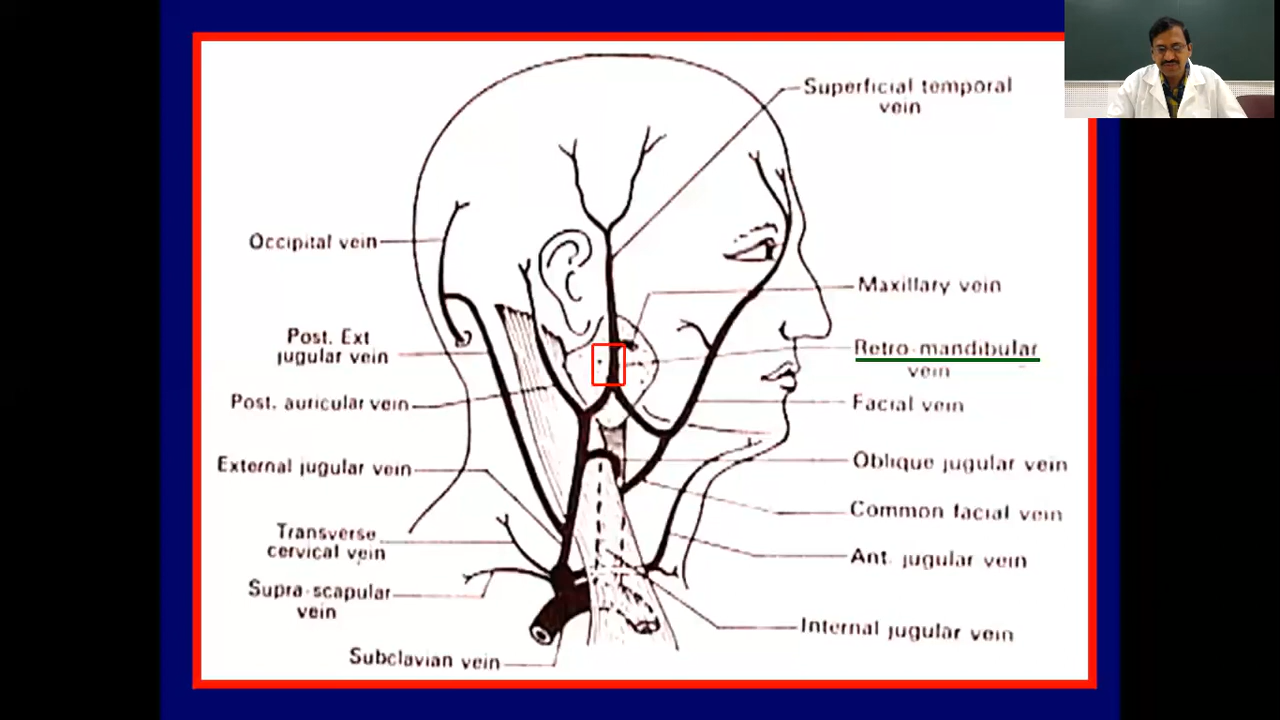 Superficial temporal
vein
Occipital vein
Maxillary vein
Post. Ext
jugular vein
Retro-mandibular
vein
Post. auricular vein
Facial vein
External jugular vein
Oblique jugular vein
Common facial vein
Transverse
cervical vein
Ant. jugular vein
Supra-scapular
vein
Internal jugular vein
Subclavian vein